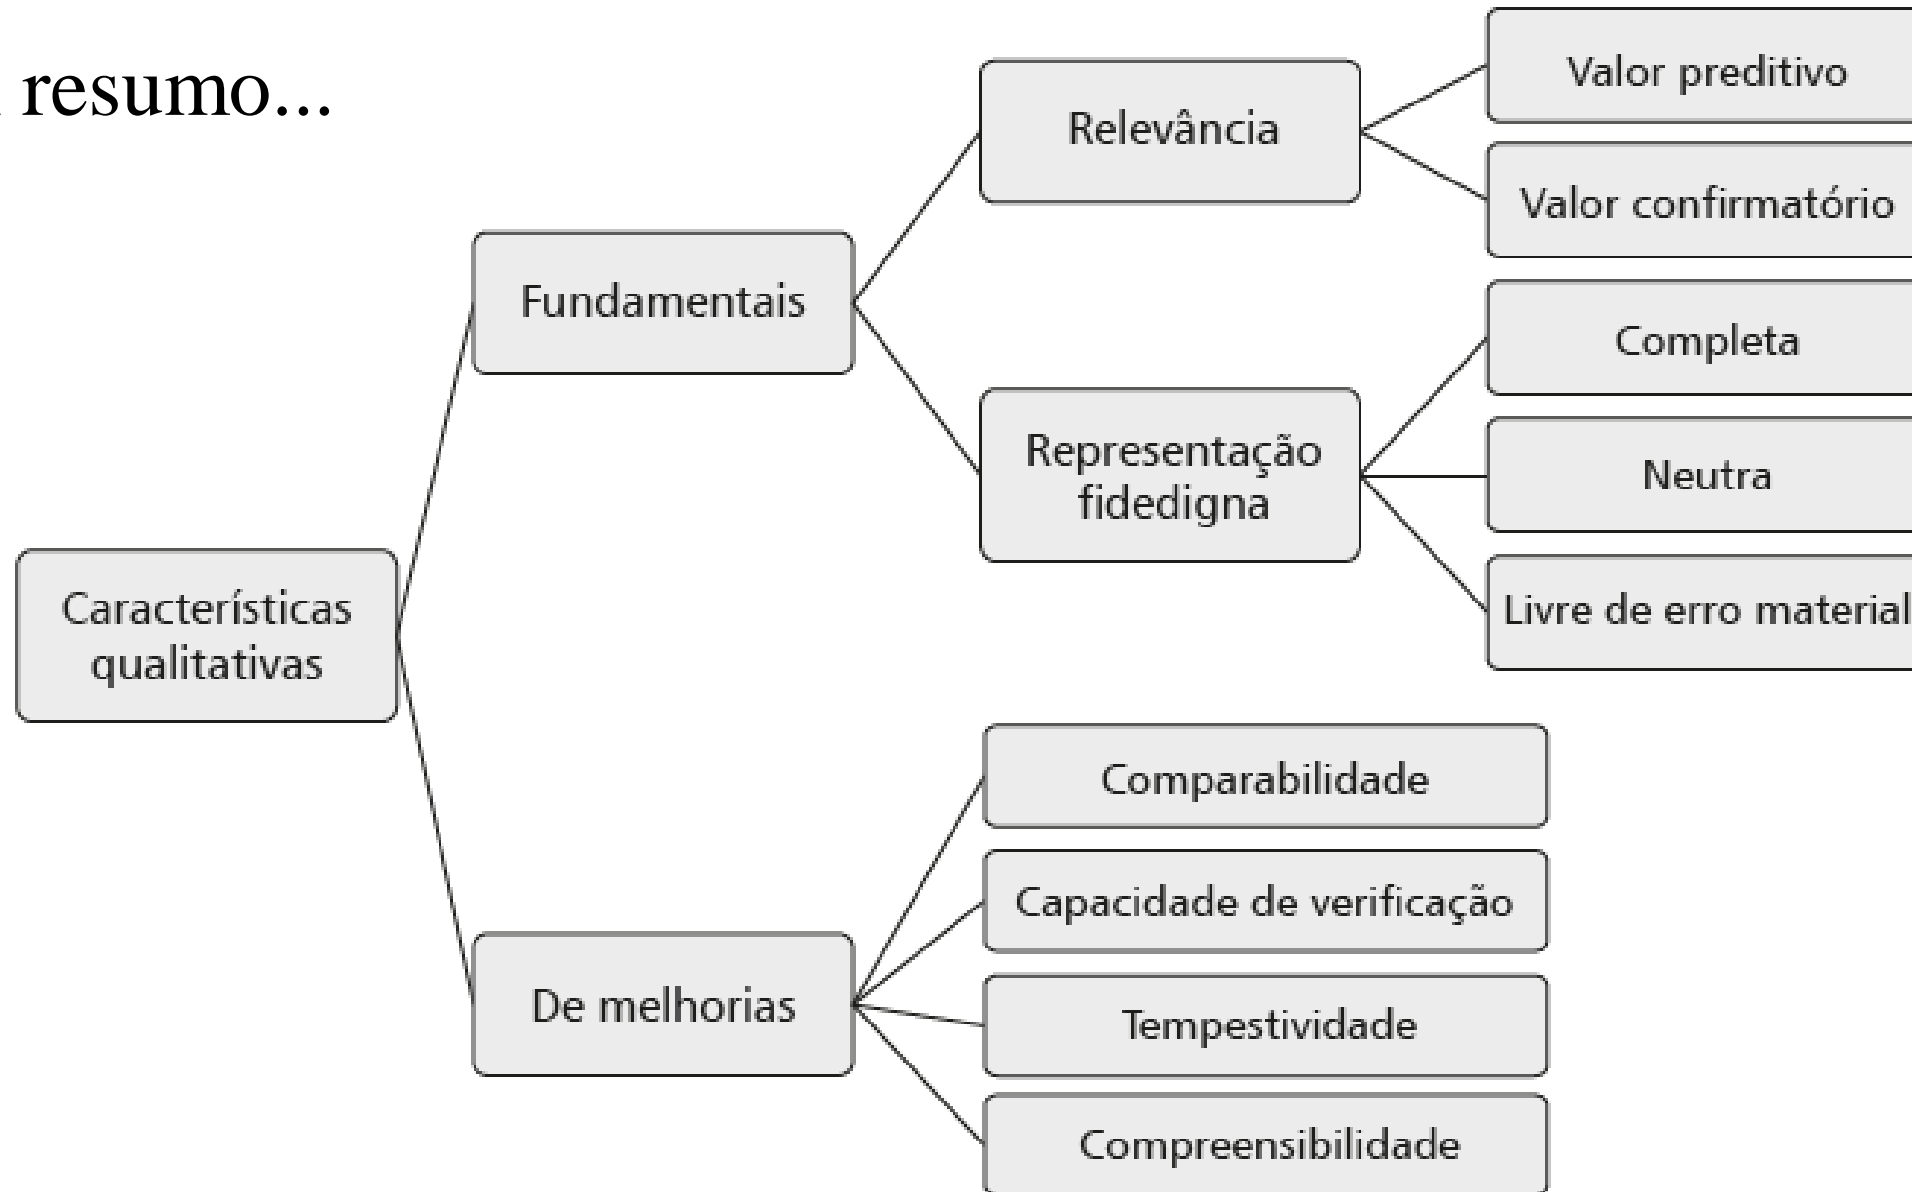 resumo...
Valor preditivo
Relevância
Valor confirmatório
Fundamentais
Completa
Representação
fidedigna
Neutra
Livre de erro material
Características
qualitativas
Comparabilidade
Capacidade de verificação
De melhorias
Tempestividade
Compreensibilidade